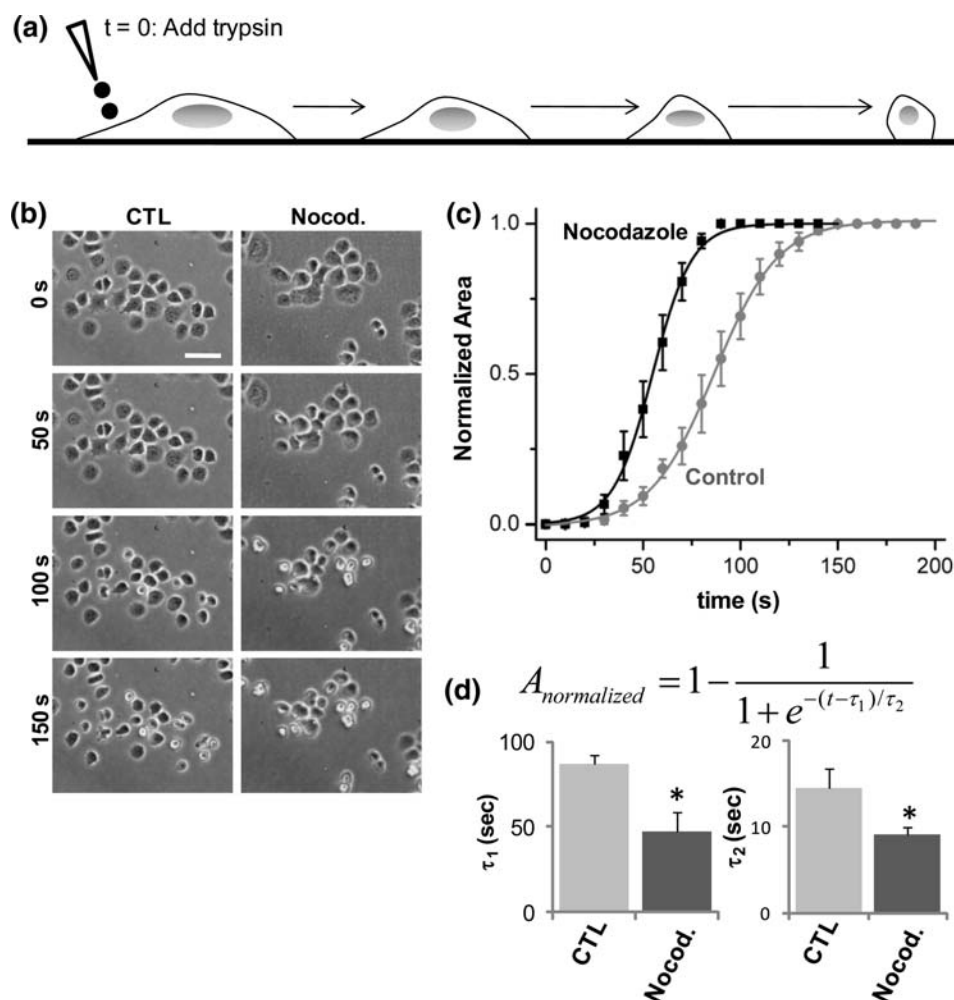 (a)
t = 0: Add trypsin
(b)
CTL
Nocod.
0 s
50 s
100 s
150 s
(c)
Normalized Area
1.0
0.5
0.0
Nocodazole
Control
0
50
100
150
200
time (s)
(d)
A_normalized = 1 − 1 / (1 + e^−(t−τ₁)/τ₂)
τ₁ (sec)
100
50
0
*
CTL
Nocod.
τ₂ (sec)
20
10
0
*
CTL
Nocod.